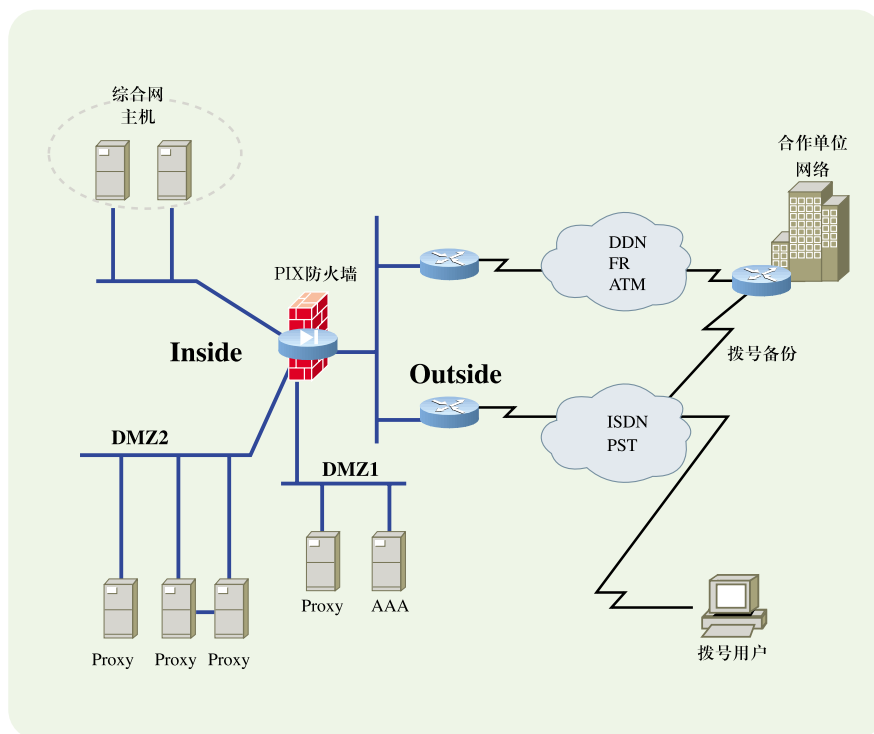 综合网
主机
合作单位
网络
PIX防火墙
DDN
FR
ATM
Inside
Outside
拨号备份
ISDN
PST
DMZ2
DMZ1
Proxy
AAA
Proxy
Proxy
Proxy
拨号用户